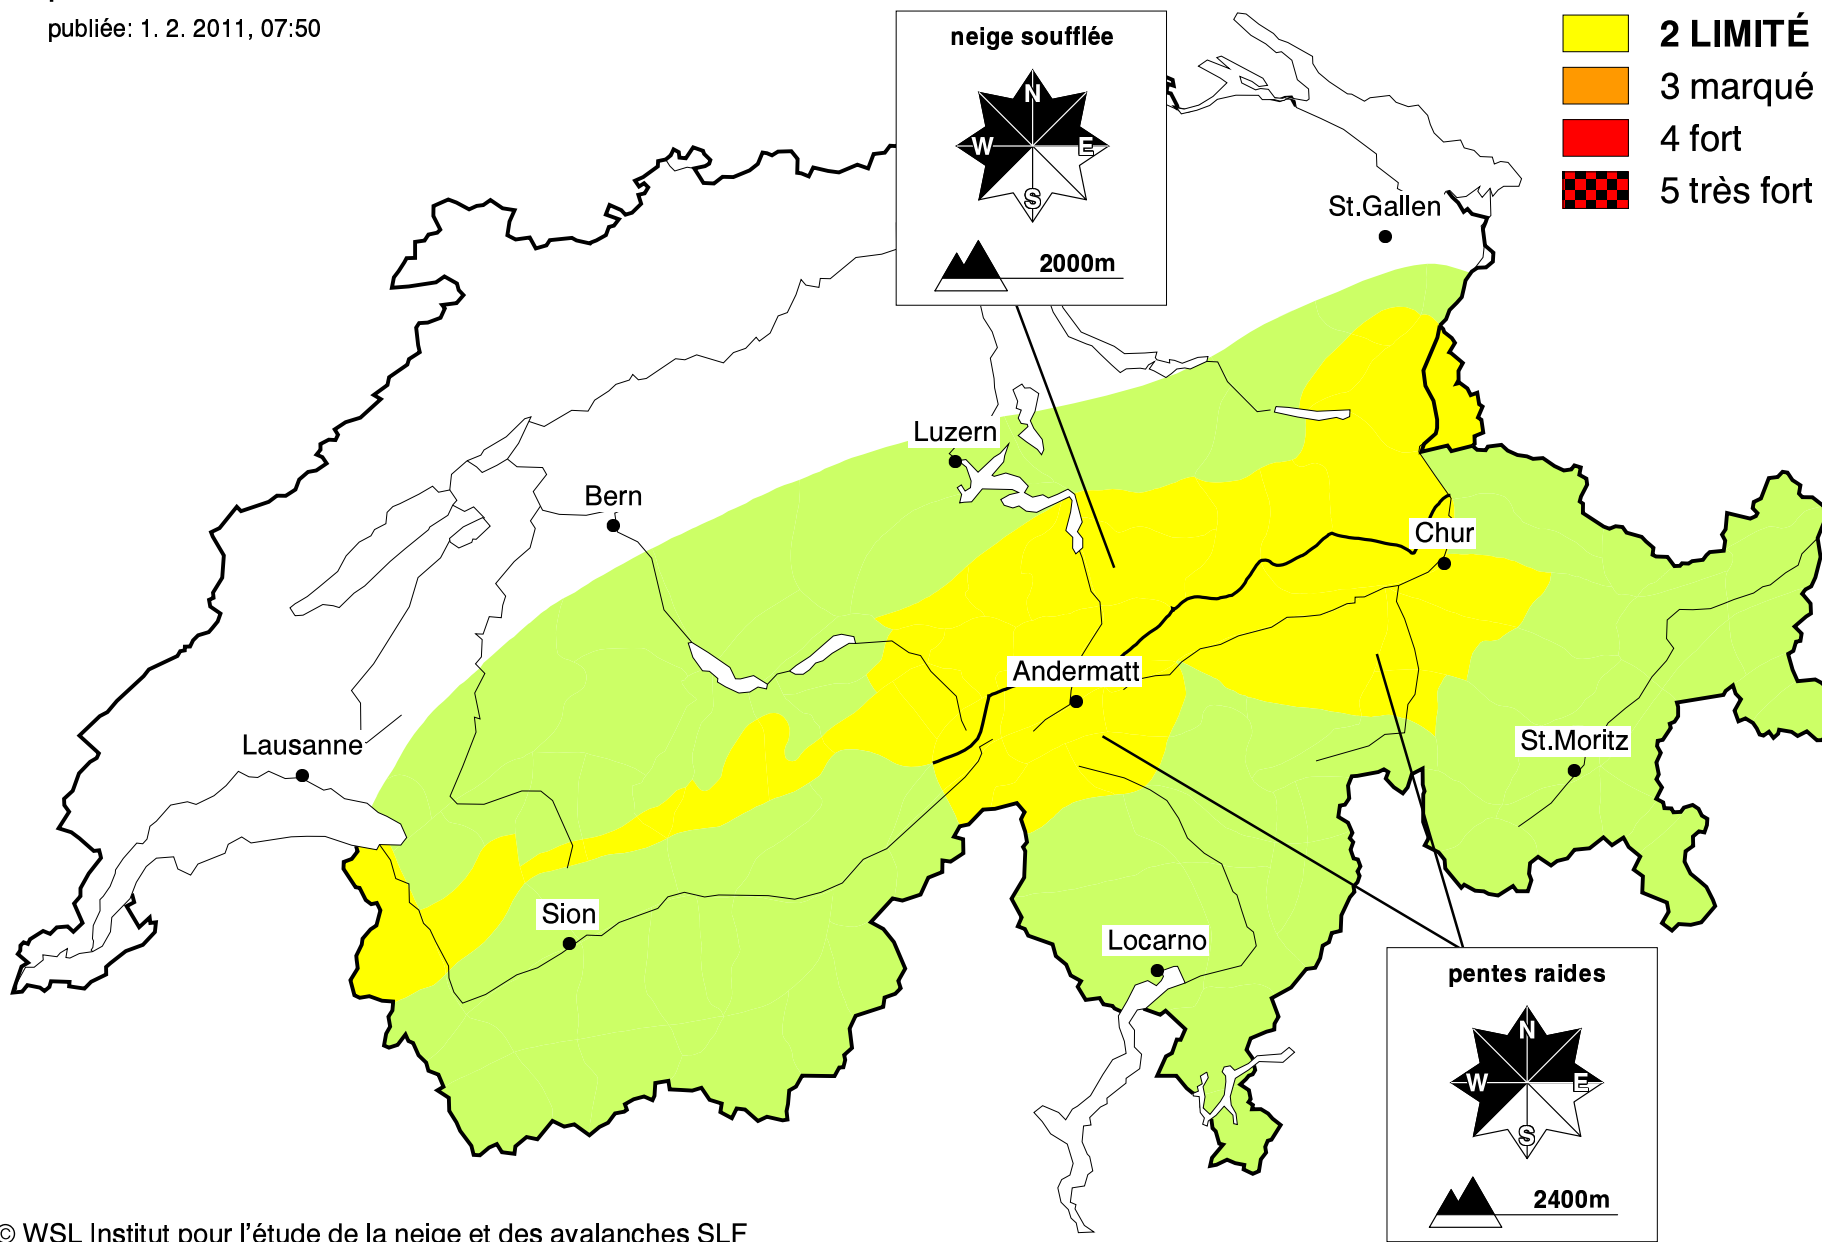 publiée: 1. 2. 2011, 07:50
neige soufflée
N
W
E
S
2000m
2 LIMITÉ
3 marqué
4 fort
5 très fort
St.Gallen
Luzern
Bern
Chur
Andermatt
Lausanne
St.Moritz
Sion
Locarno
pentes raides
N
W
E
S
2400m
© WSL Institut pour l'étude de la neige et des avalanches SLF